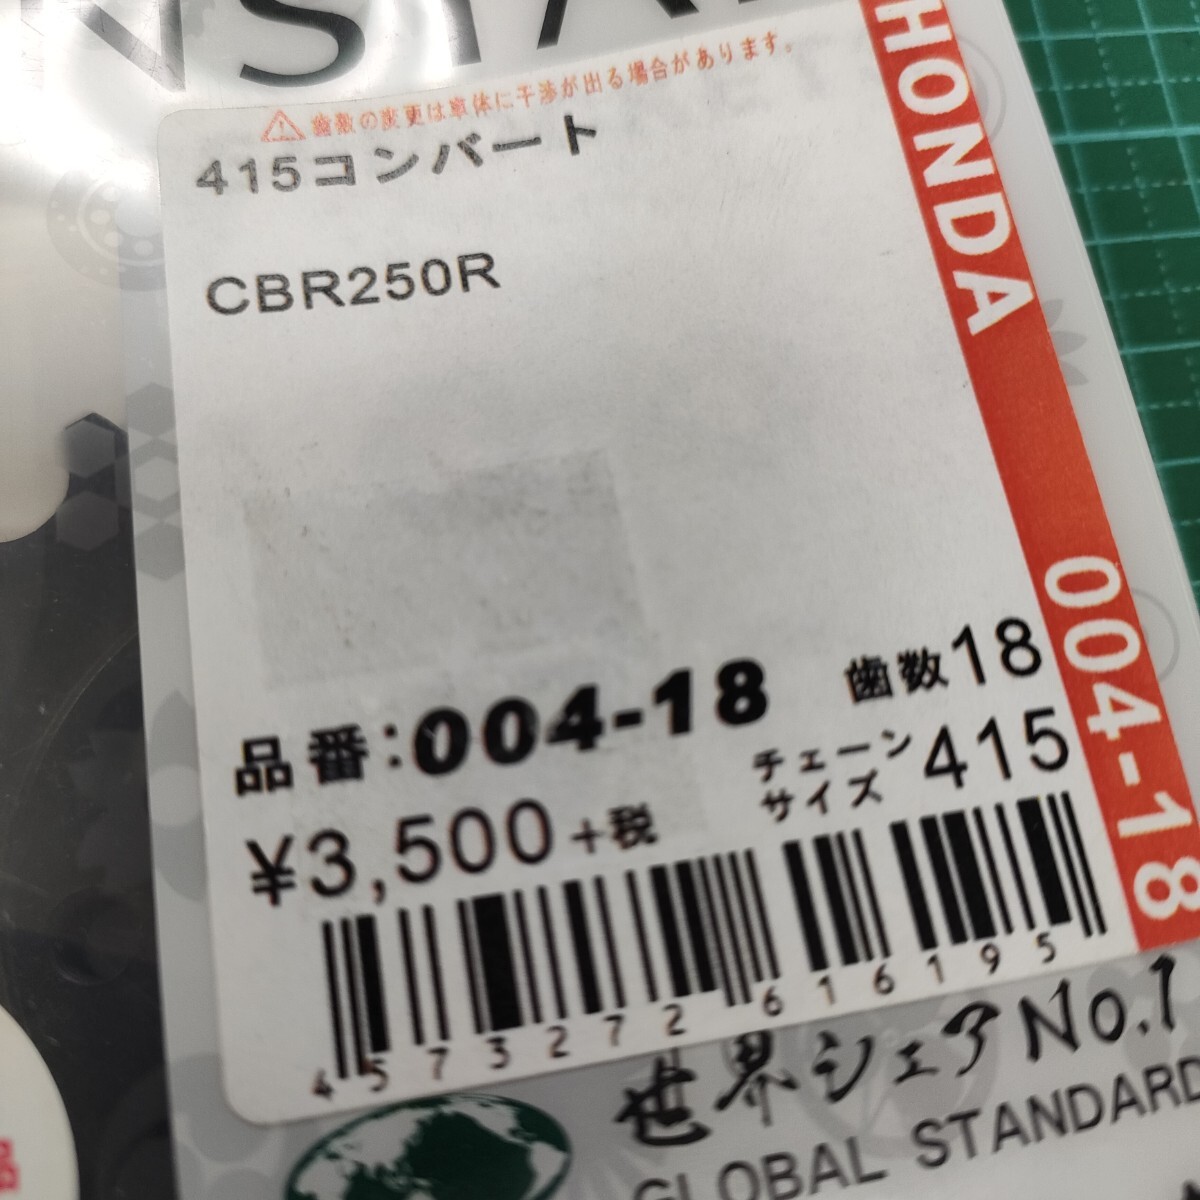 ⚠歯数の変更は車体に干渉が出る場合があります。
415コンバート
CBR250R
HONDA 004-18
品番:004-18 歯数18
¥3,500+税 チェーンサイズ 415
4573272616195
世界シェアNo.1
GLOBAL STANDARD